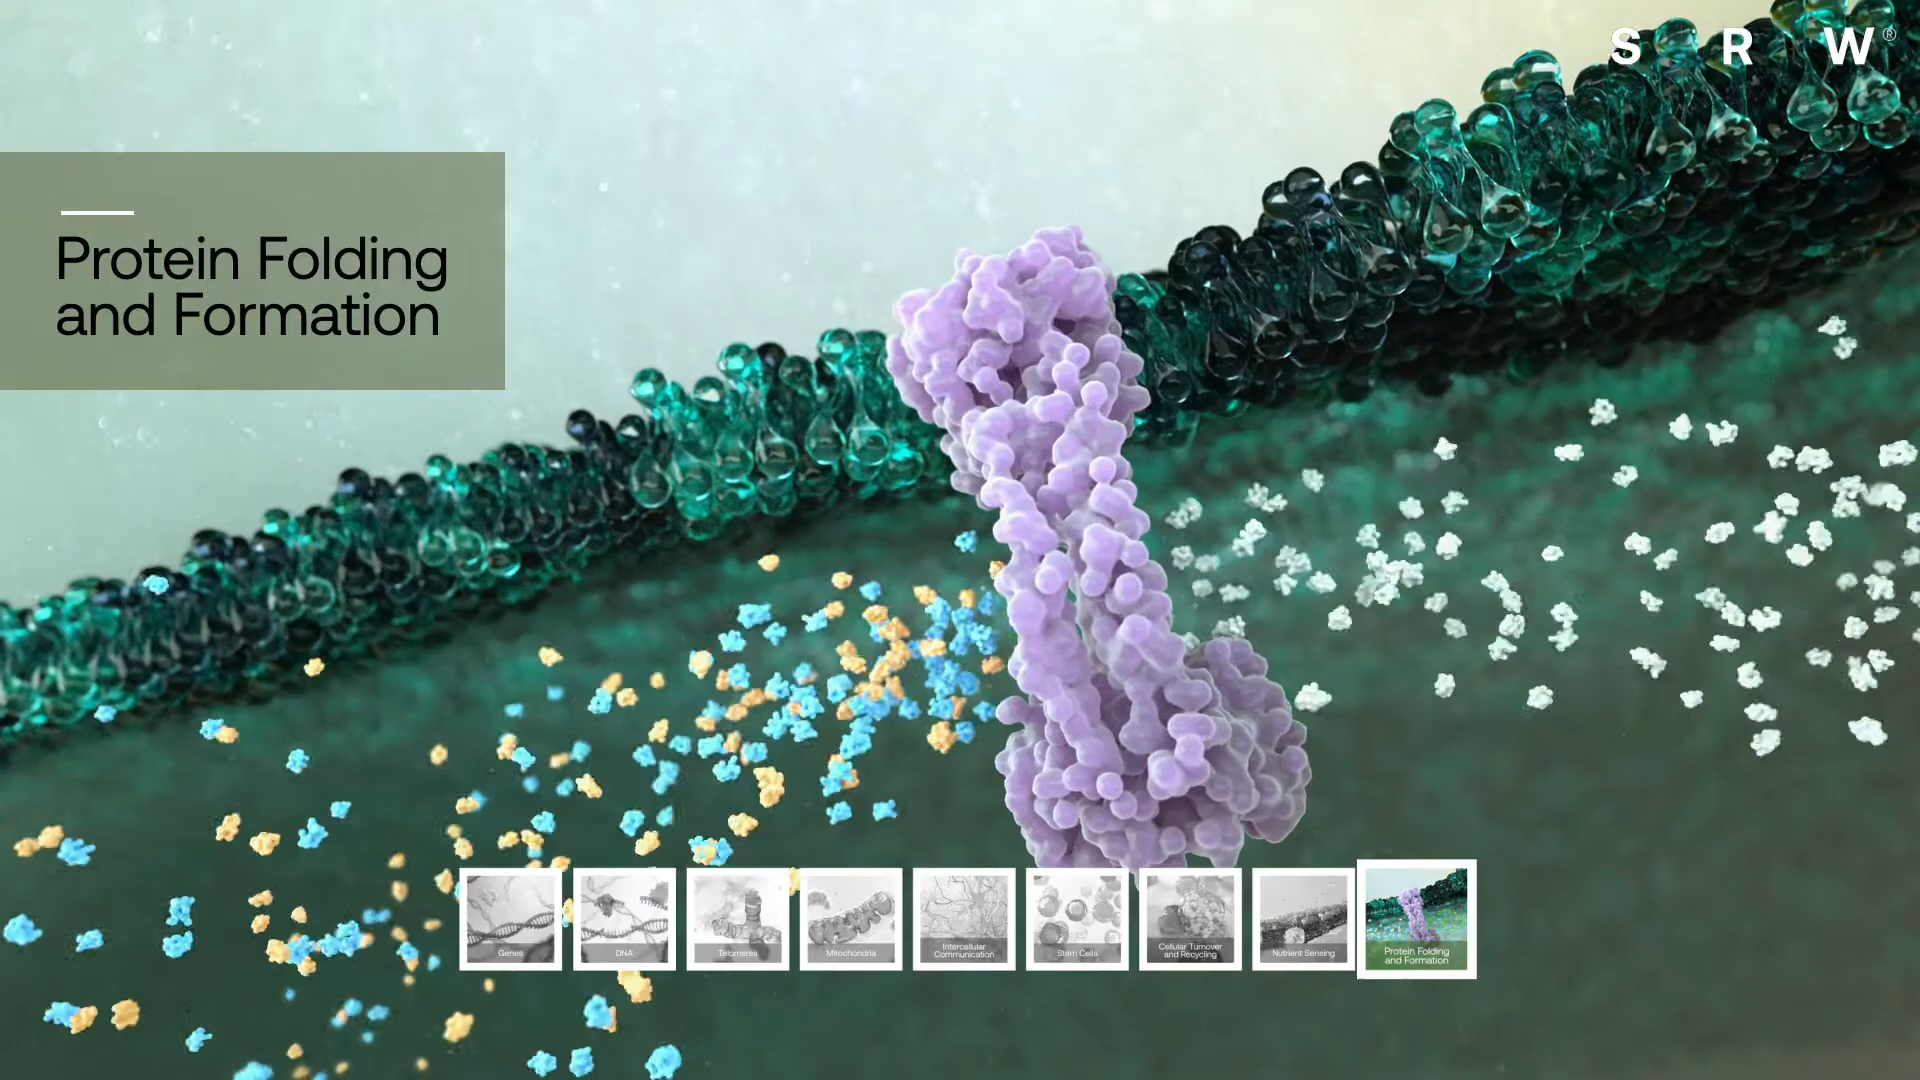 S R W®
Protein Folding
and Formation
Genes
DNA
Telomeres
Mitochondria
Intercellular
Communication
Stem Cells
Cellular Turnover
and Recycling
Nutrient Sensing
Protein Folding
and Formation